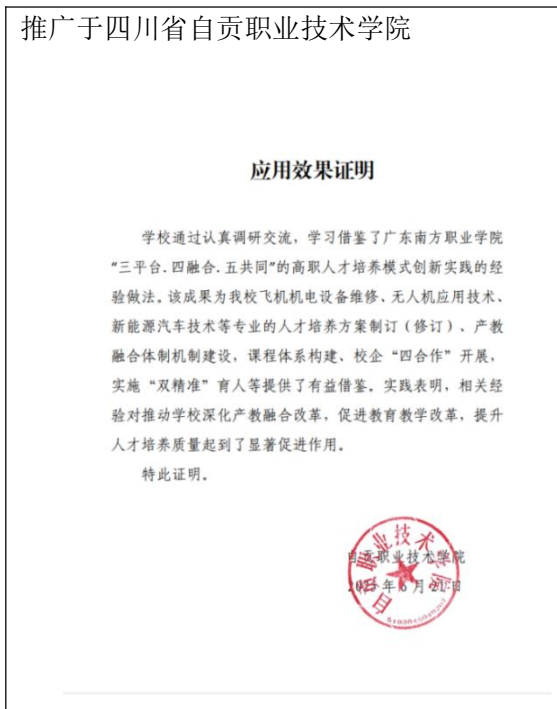 推广于四川省自贡职业技术学院
应用效果证明
学校通过认真调研交流，学习借鉴了广东南方职业学院
“三平台.四融合.五共同”的高职人才培养模式创新实践的经
验做法。该成果为我校飞机机电设备维修、无人机应用技术、
新能源汽车技术等专业的人才培养方案制订（修订）、产教
融合体制机制建设，课程体系构建、校企“四合作”开展，
实施“双精准”育人等提供了有益借鉴。实践表明，相关经
验对推动学校深化产教融合改革，促进教育教学改革，提升
人才培养质量起到了显著促进作用。
特此证明。
自贡职业技术学院
自贡职业技术学院